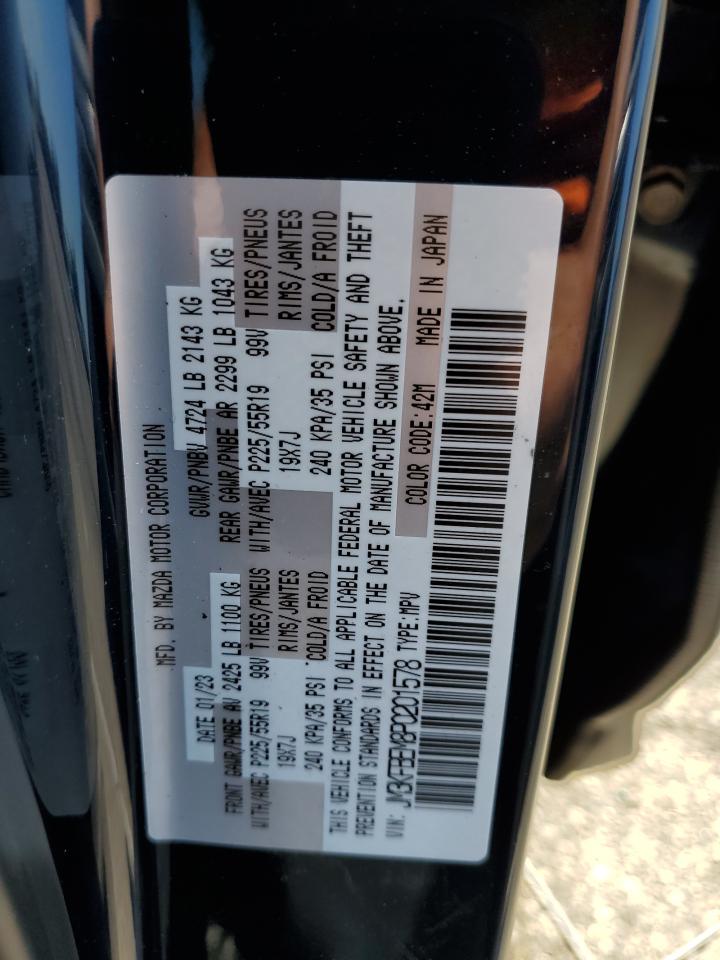 MFD. BY MAZDA MOTOR CORPORATION
DATE 01/23 GVWR/PNBV 4724 LB 2143 KG
FRONT GAWR/PNBE AV 2425 LB 1100 KG REAR GAWR/PNBE AR 2299 LB 1043 KG
WITH/AVEC P225/55R19 99V TIRES/PNEUS WITH/AVEC P225/55R19 99V TIRES/PNEUS
19X7J RIMS/JANTES 19X7J RIMS/JANTES
240 KPA/35 PSI COLD/A FROID 240 KPA/35 PSI COLD/A FROID
THIS VEHICLE CONFORMS TO ALL APPLICABLE FEDERAL MOTOR VEHICLE SAFETY AND THEFT
PREVENTION STANDARDS IN EFFECT ON THE DATE OF MANUFACTURE SHOWN ABOVE.
VIN: JM3KFBEM8P0201578 TYPE:MPV COLOR CODE:42M MADE IN JAPAN